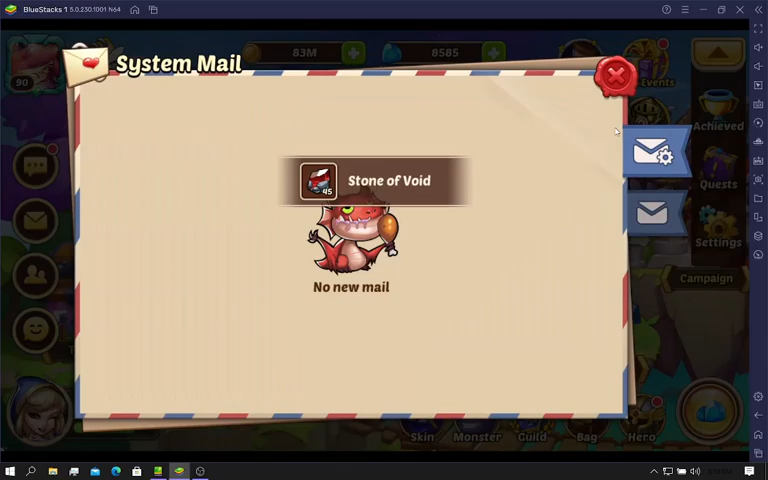 BlueStacks 1 5.0.230.1001 N64
System Mail
83M
8585
90
Events
Achieved
Stone of Void
45
Quests
No new mail
Settings
Campaign
Skin
Monster
Guild
Bag
Hero